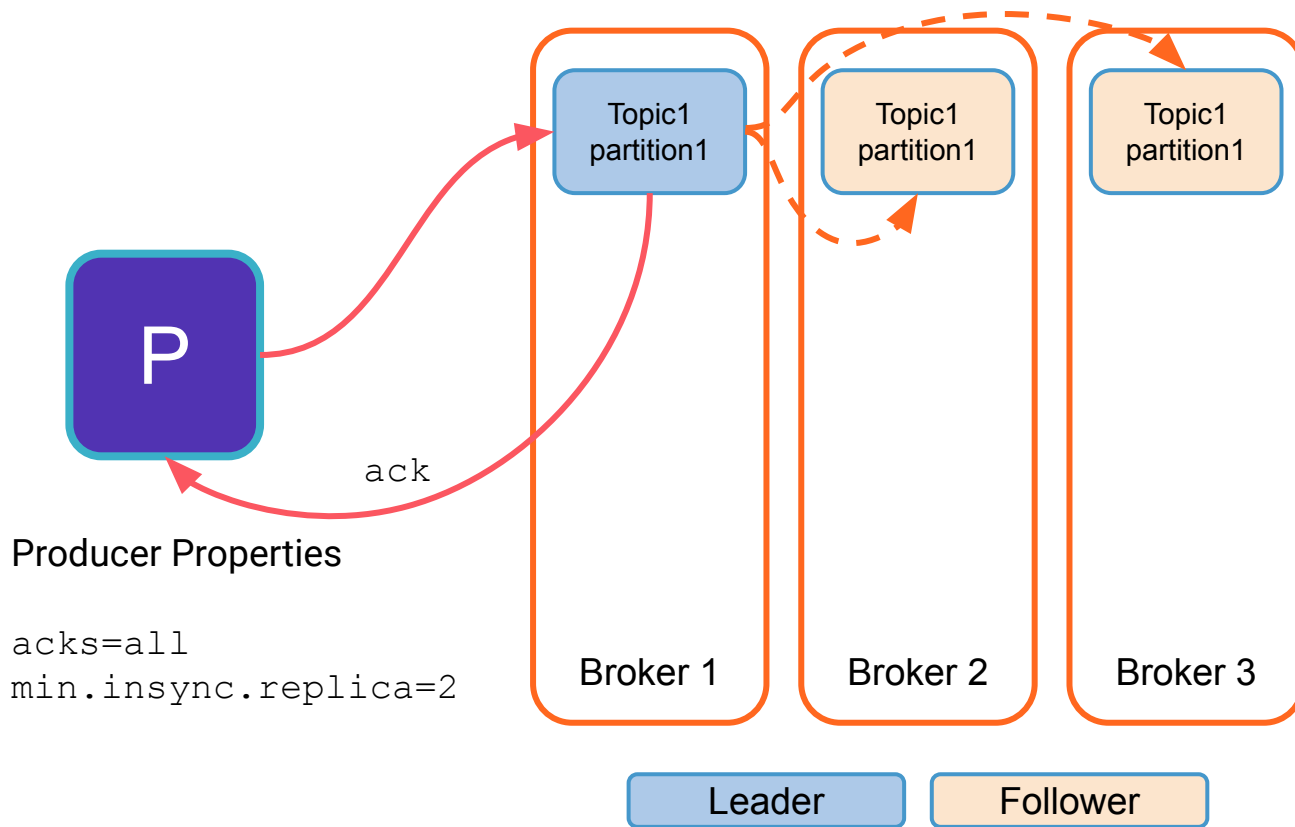 Topic1
partition1
Topic1
partition1
Topic1
partition1
P
ack
Producer Properties
acks=all
min.insync.replica=2
Broker 1
Broker 2
Broker 3
Leader
Follower